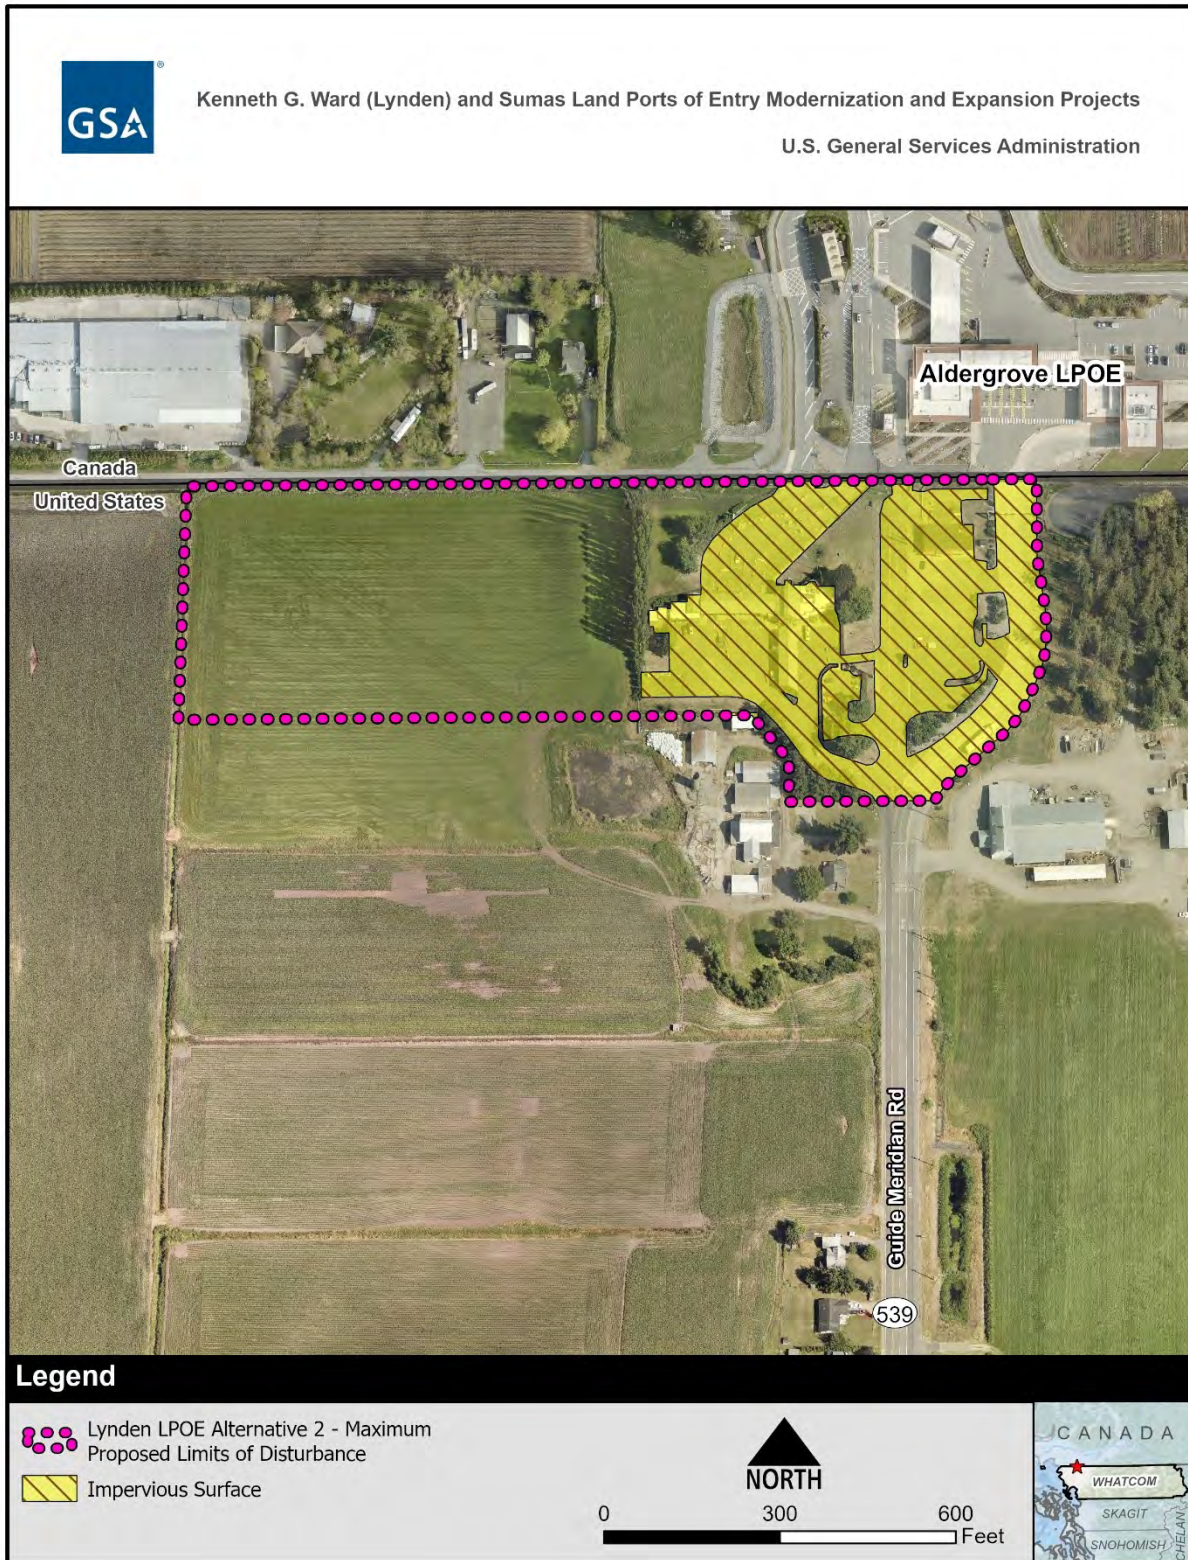 GSA
®
Kenneth G. Ward (Lynden) and Sumas Land Ports of Entry Modernization and Expansion Projects
U.S. General Services Administration
Aldergrove LPOE
Canada
United States
Guide Meridian Rd
539
Legend
Lynden LPOE Alternative 2 - Maximum
Proposed Limits of Disturbance
Impervious Surface
NORTH
0 300 600
Feet
CANADA
WHATCOM
SKAGIT
SNOHOMISH
CHELAN